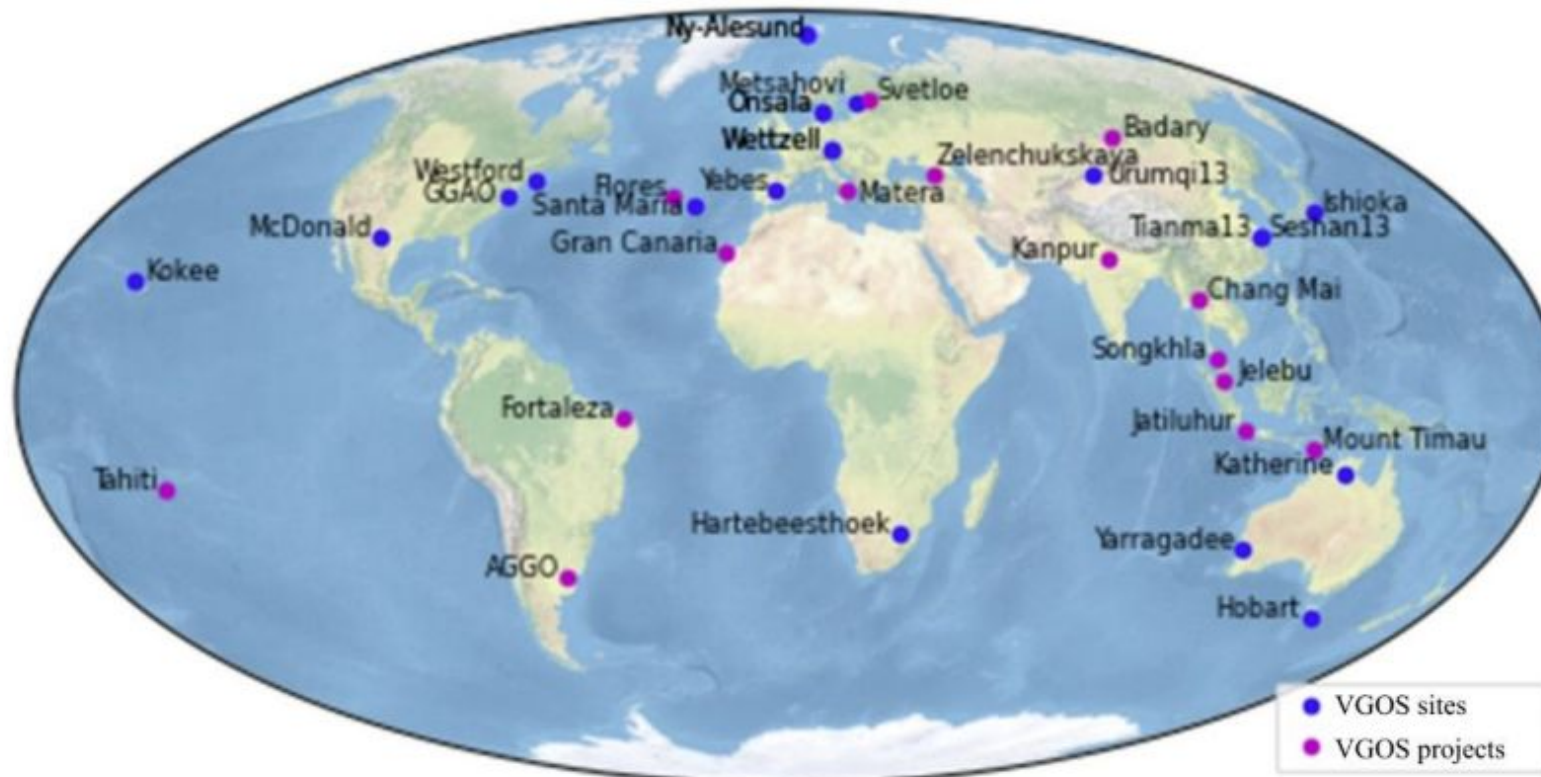 Ny-Alesund
Metsahovi
Svetloe
Onsala
Badary
Wettzell
Zelenchukskaya
Westford
Urumqi13
Flores
Yebes
GGAO
Matera
Santa Maria
Ishioka
McDonald
Tianma13
Seshan13
Gran Canaria
Kanpur
Kokee
Chang Mai
Songkhla
Jelebu
Fortaleza
Jatiluhur
Mount Timau
Katherine
Tahiti
Hartebeesthoek
Yarragadee
AGGO
Hobart
VGOS sites
VGOS projects